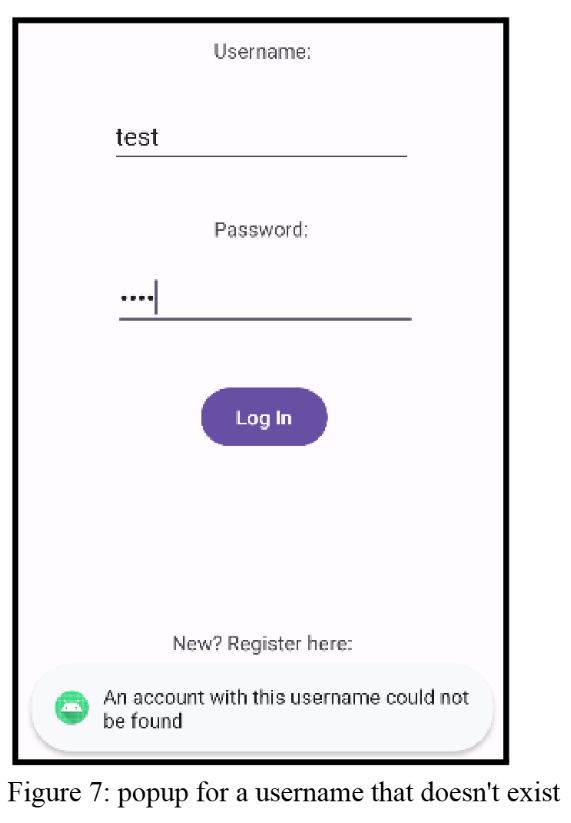 Username:
test
Password:
••••
Log In
New? Register here:
An account with this username could not
be found
Figure 7: popup for a username that doesn't exist